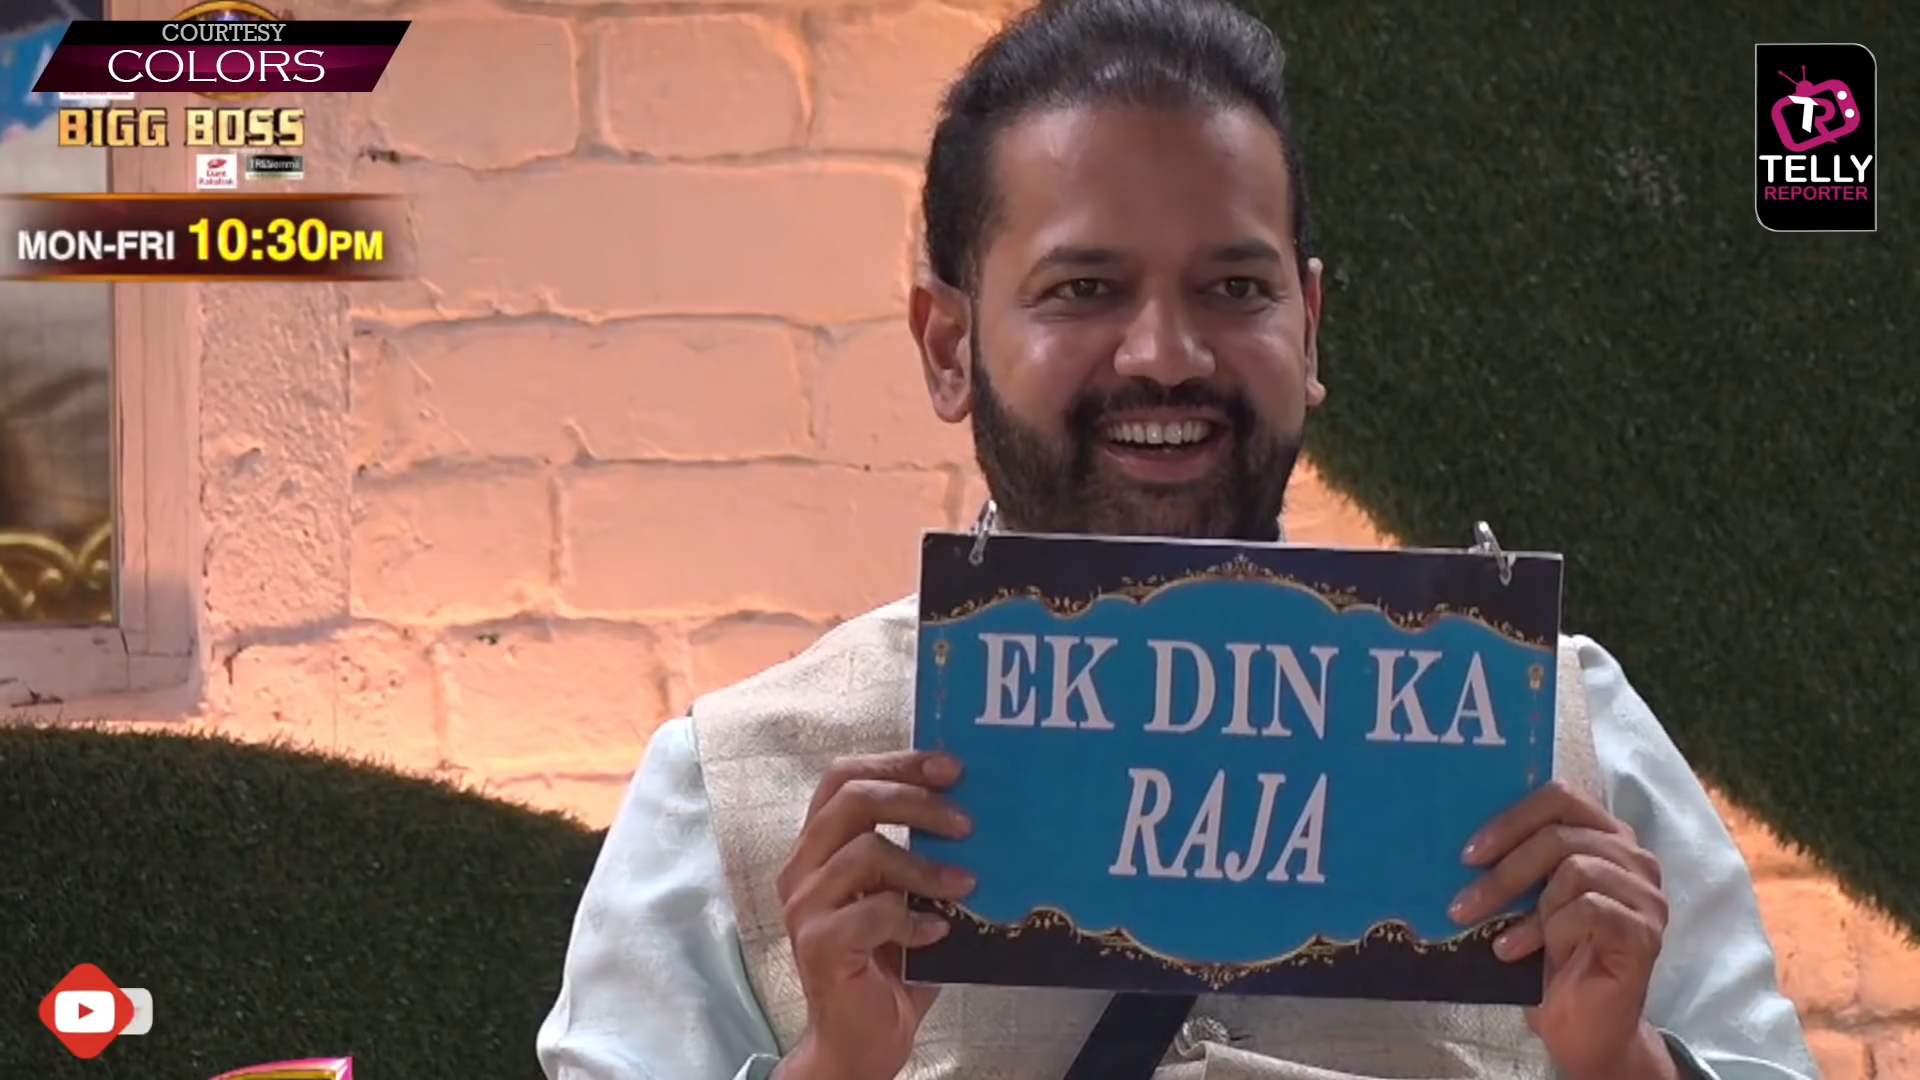 COURTESY
COLORS
BIGG BOSS
MON-FRI 10:30PM
TELLY
REPORTER
EK DIN KA
RAJA